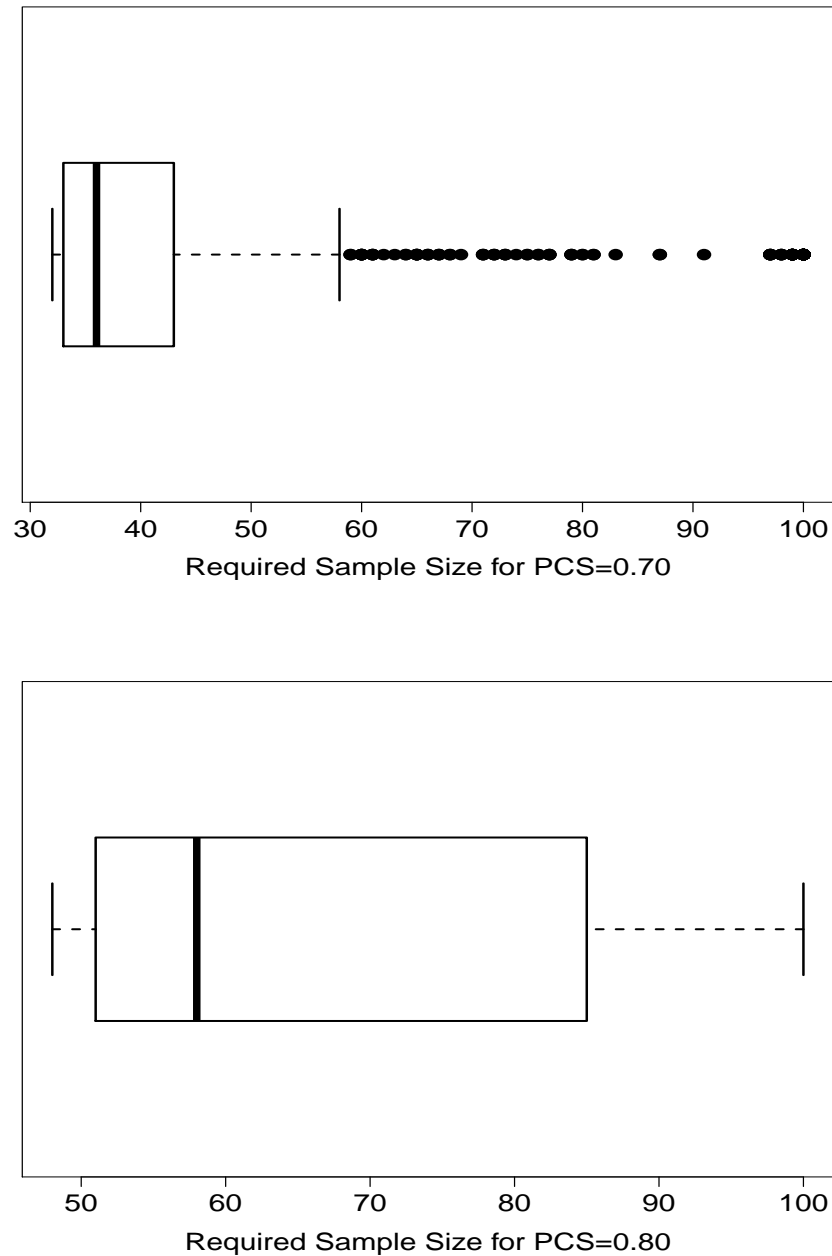 30 40 50 60 70 80 90 100
Required Sample Size for PCS=0.70
50 60 70 80 90 100
Required Sample Size for PCS=0.80